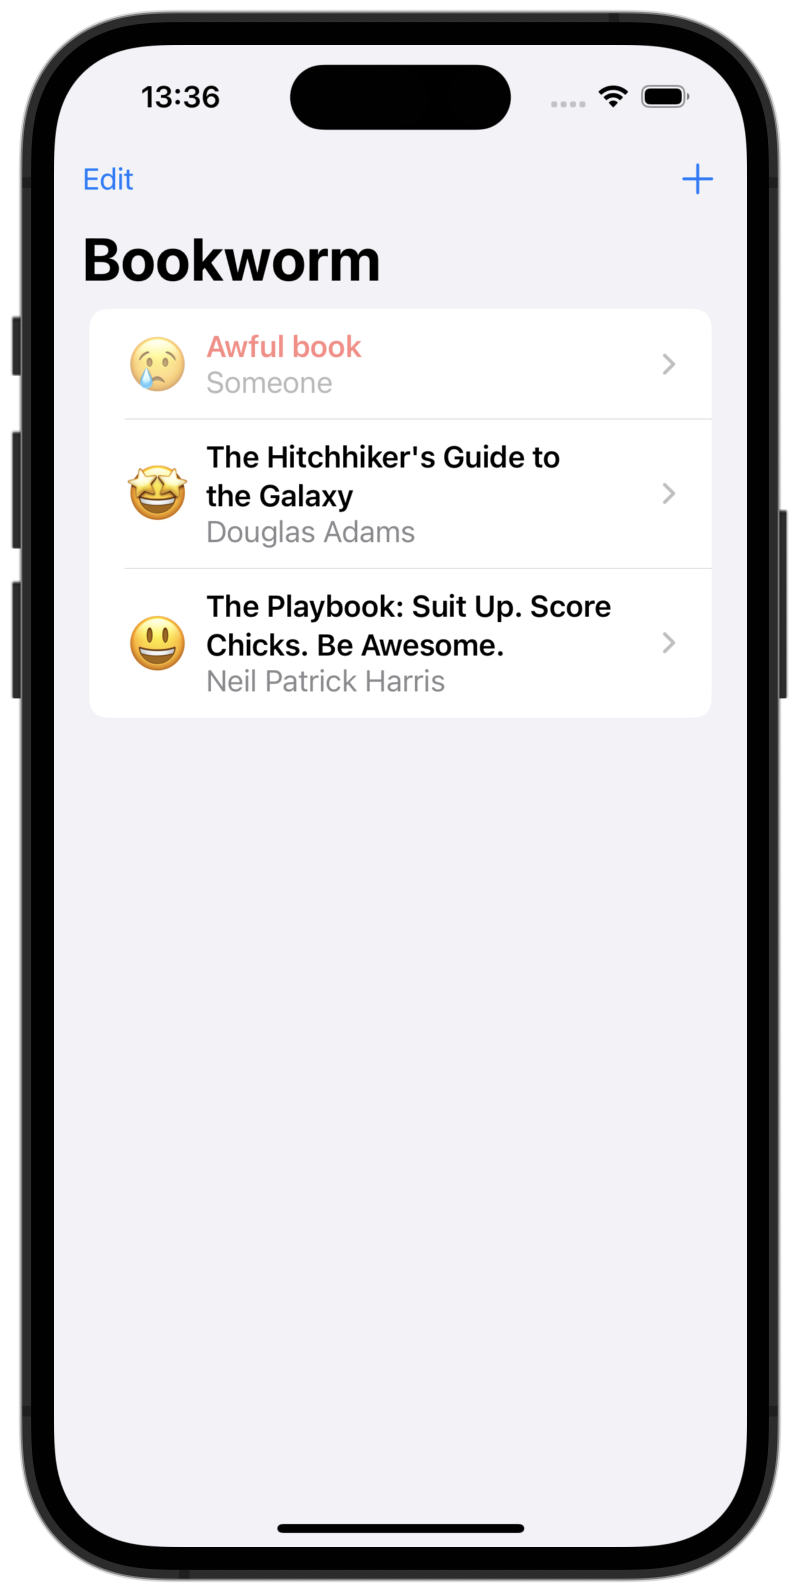 13:36
Edit
Bookworm
Awful book
Someone
The Hitchhiker's Guide to
the Galaxy
Douglas Adams
The Playbook: Suit Up. Score
Chicks. Be Awesome.
Neil Patrick Harris